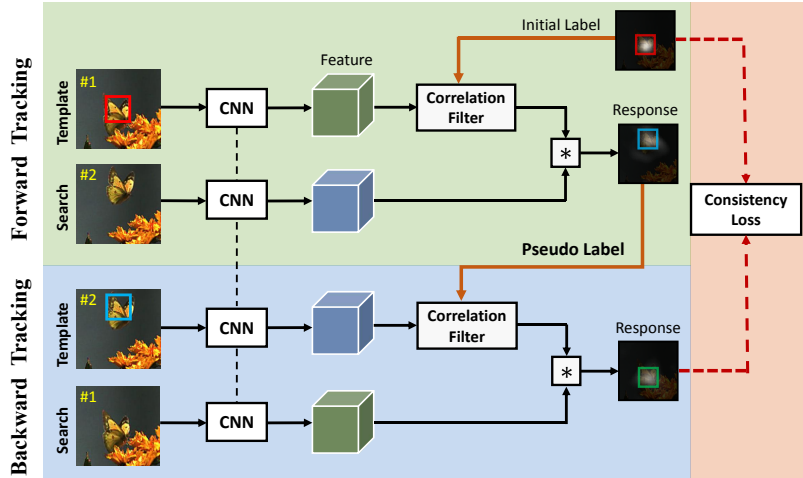 Forward Tracking
Template
#1
CNN
Feature
Correlation
Filter
Initial Label
Response
*
Search
#2
CNN
Consistency
Loss
Pseudo Label
Backward Tracking
Template
#2
CNN
Correlation
Filter
Response
*
Search
#1
CNN